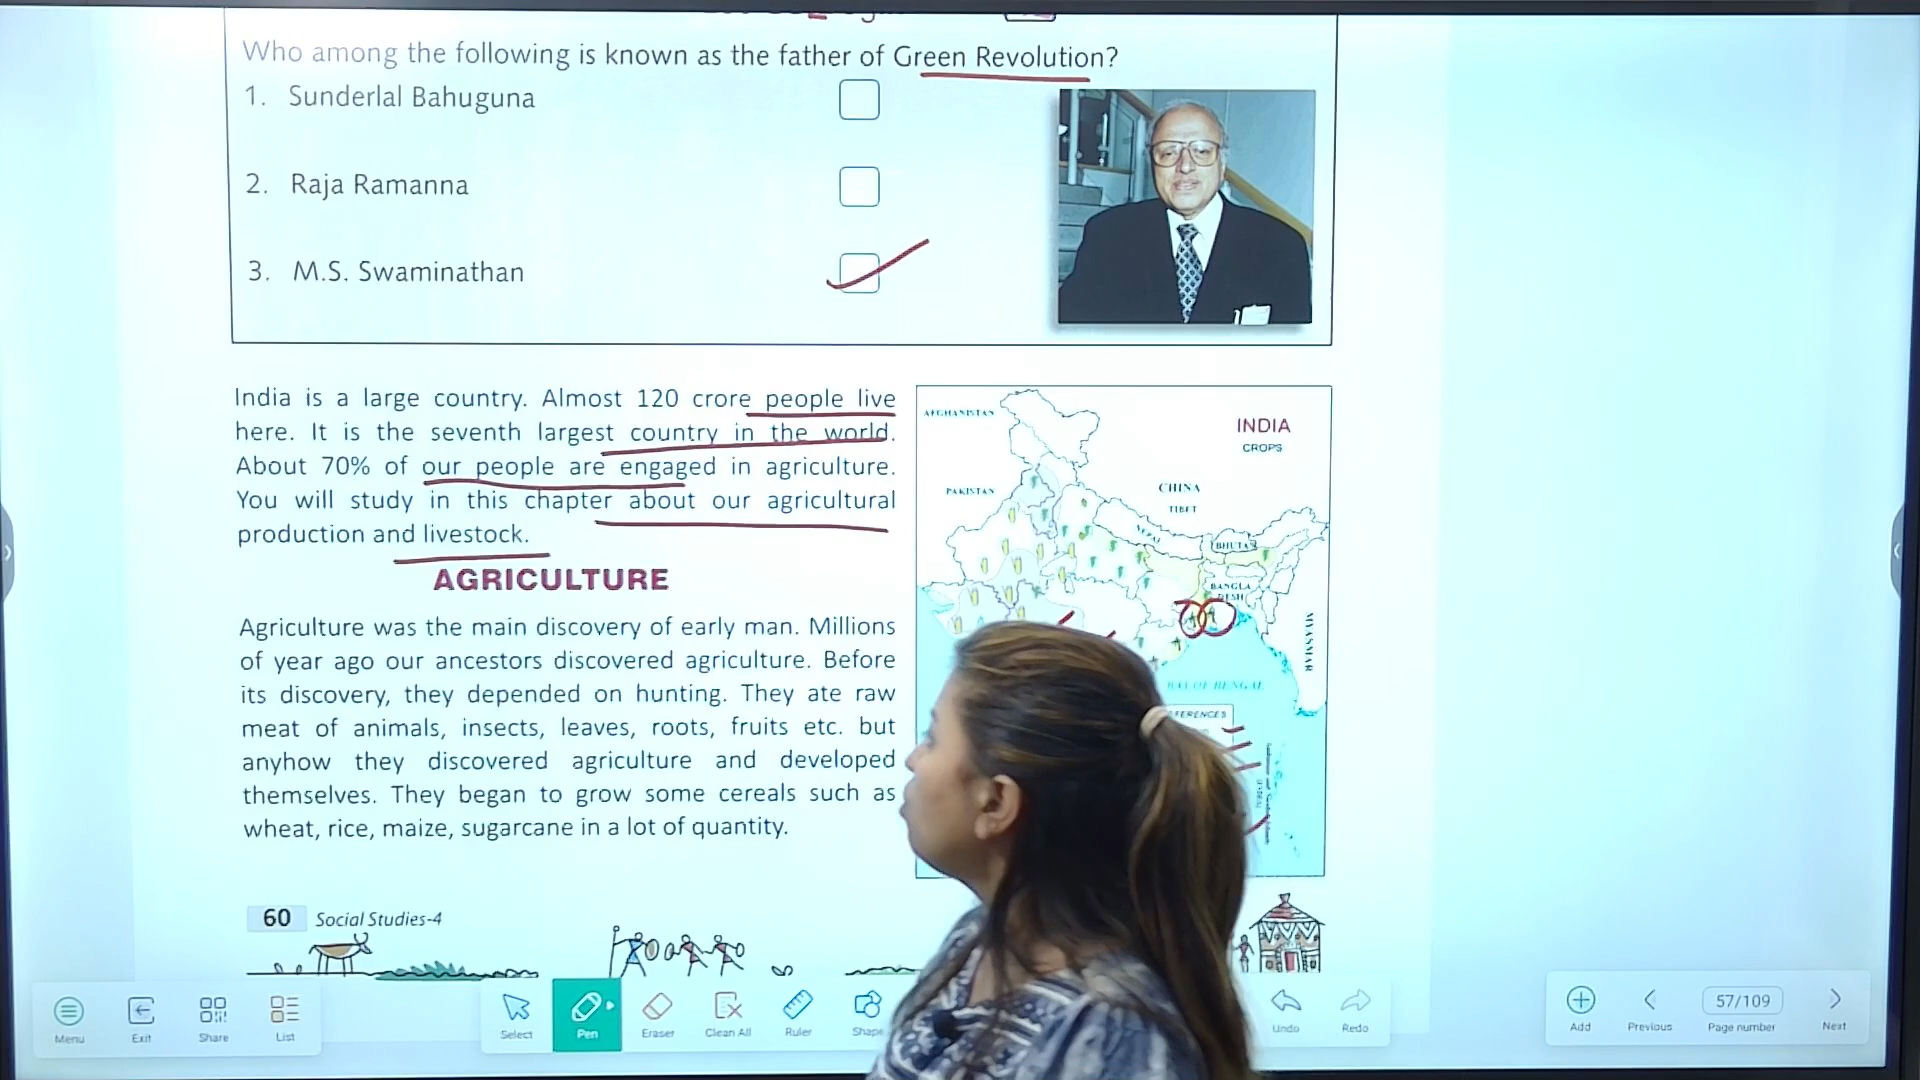 Who among the following is known as the father of Green Revolution?
1. Sunderlal Bahuguna
2. Raja Ramanna
3. M.S. Swaminathan
India is a large country. Almost 120 crore people live
here. It is the seventh largest country in the world.
About 70% of our people are engaged in agriculture.
You will study in this chapter about our agricultural
production and livestock.
AGRICULTURE
Agriculture was the main discovery of early man. Millions
of year ago our ancestors discovered agriculture. Before
its discovery, they depended on hunting. They ate raw
meat of animals, insects, leaves, roots, fruits etc. but
anyhow they discovered agriculture and developed
themselves. They began to grow some cereals such as
wheat, rice, maize, sugarcane in a lot of quantity.
AFGHANISTAN
INDIA
CROPS
PAKISTAN
CHINA
TIBET
NEPAL
BHUTAN
BANGLA
DESH
MYANMAR
BAY OF BENGAL
60 Social Studies-4
Menu
Exit
Share
List
Select
Pen
Eraser
Clean All
Ruler
Shape
Undo
Redo
Add
Previous
57/109
Page number
Next